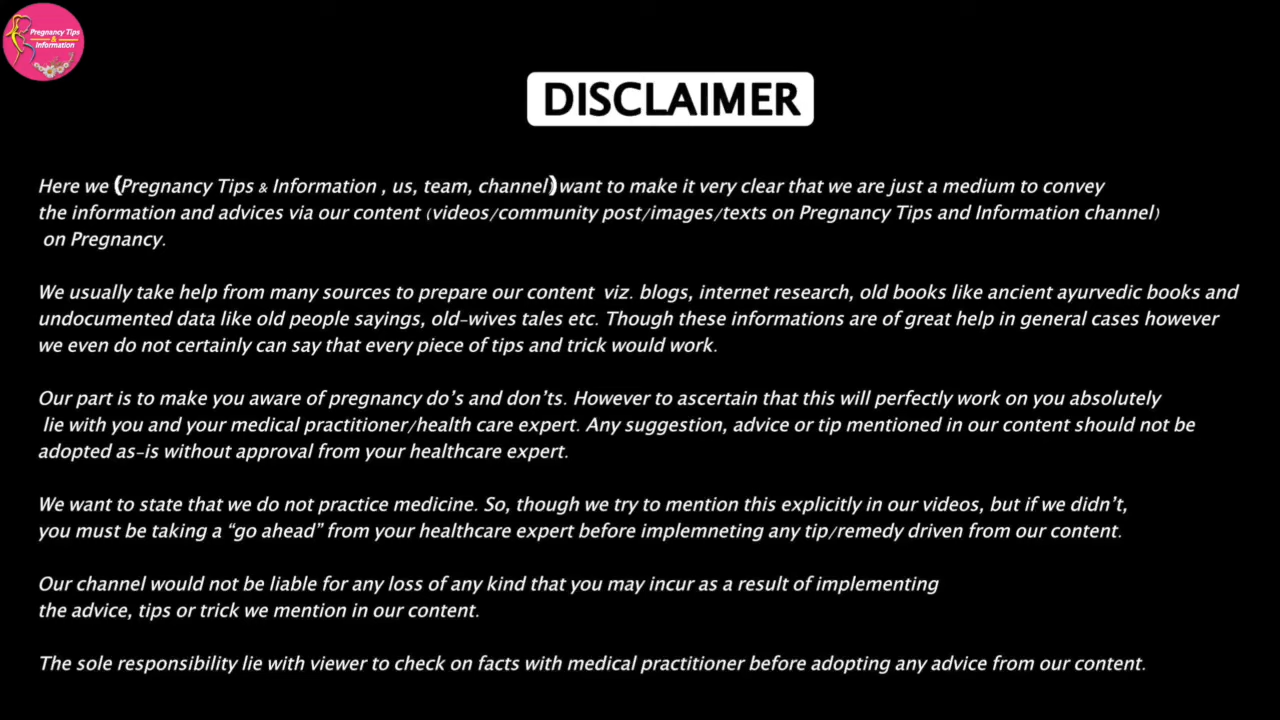 Pregnancy Tips
&
Information
DISCLAIMER
Here we (Pregnancy Tips & Information , us, team, channel) want to make it very clear that we are just a medium to convey
the information and advices via our content (videos/community post/images/texts on Pregnancy Tips and Information channel)
on Pregnancy.
We usually take help from many sources to prepare our content viz. blogs, internet research, old books like ancient ayurvedic books and
undocumented data like old people sayings, old-wives tales etc. Though these informations are of great help in general cases however
we even do not certainly can say that every piece of tips and trick would work.
Our part is to make you aware of pregnancy do's and don'ts. However to ascertain that this will perfectly work on you absolutely
lie with you and your medical practitioner/health care expert. Any suggestion, advice or tip mentioned in our content should not be
adopted as-is without approval from your healthcare expert.
We want to state that we do not practice medicine. So, though we try to mention this explicitly in our videos, but if we didn't,
you must be taking a “go ahead” from your healthcare expert before implemneting any tip/remedy driven from our content.
Our channel would not be liable for any loss of any kind that you may incur as a result of implementing
the advice, tips or trick we mention in our content.
The sole responsibility lie with viewer to check on facts with medical practitioner before adopting any advice from our content.